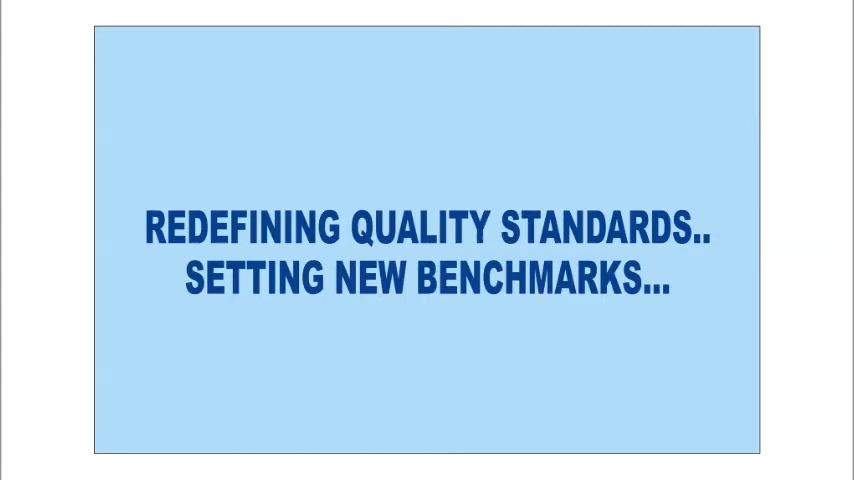 REDEFINING QUALITY STANDARDS..
SETTING NEW BENCHMARKS...